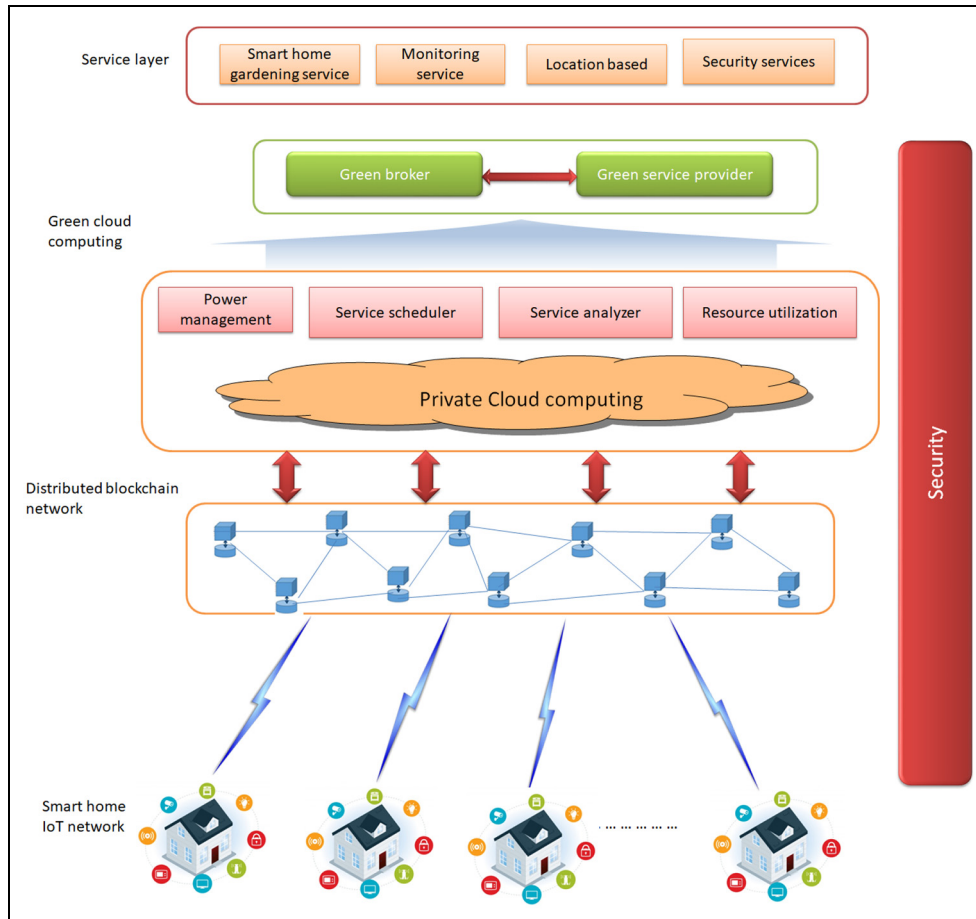 Service layer
Smart home
gardening service
Monitoring
service
Location based
Security services
Green broker
Green service provider
Green cloud
computing
Power
management
Service scheduler
Service analyzer
Resource utilization
Private Cloud computing
Distributed blockchain
network
Security
Smart home
IoT network
. ... ... ... ... ...